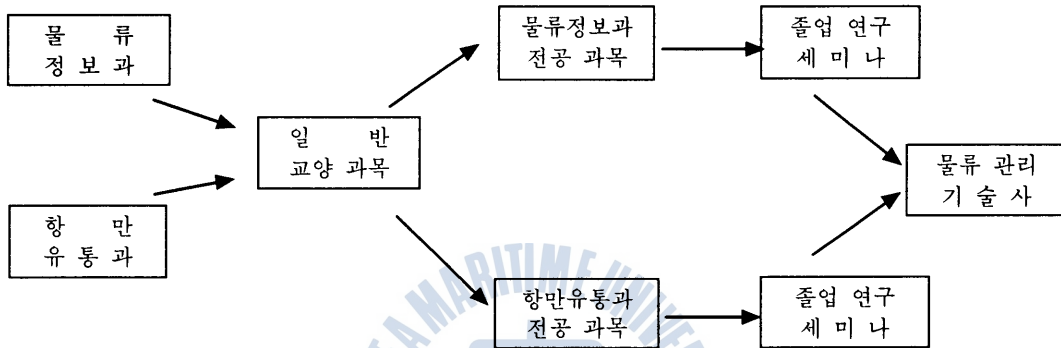 물 류
정 보 과
항 만
유 통 과
일 반
교양 과목
물류정보과
전공 과목
졸업 연구
세 미 나
항만유통과
전공 과목
졸업 연구
세 미 나
물류 관리
기 술 사
A MARITIME UNIVER